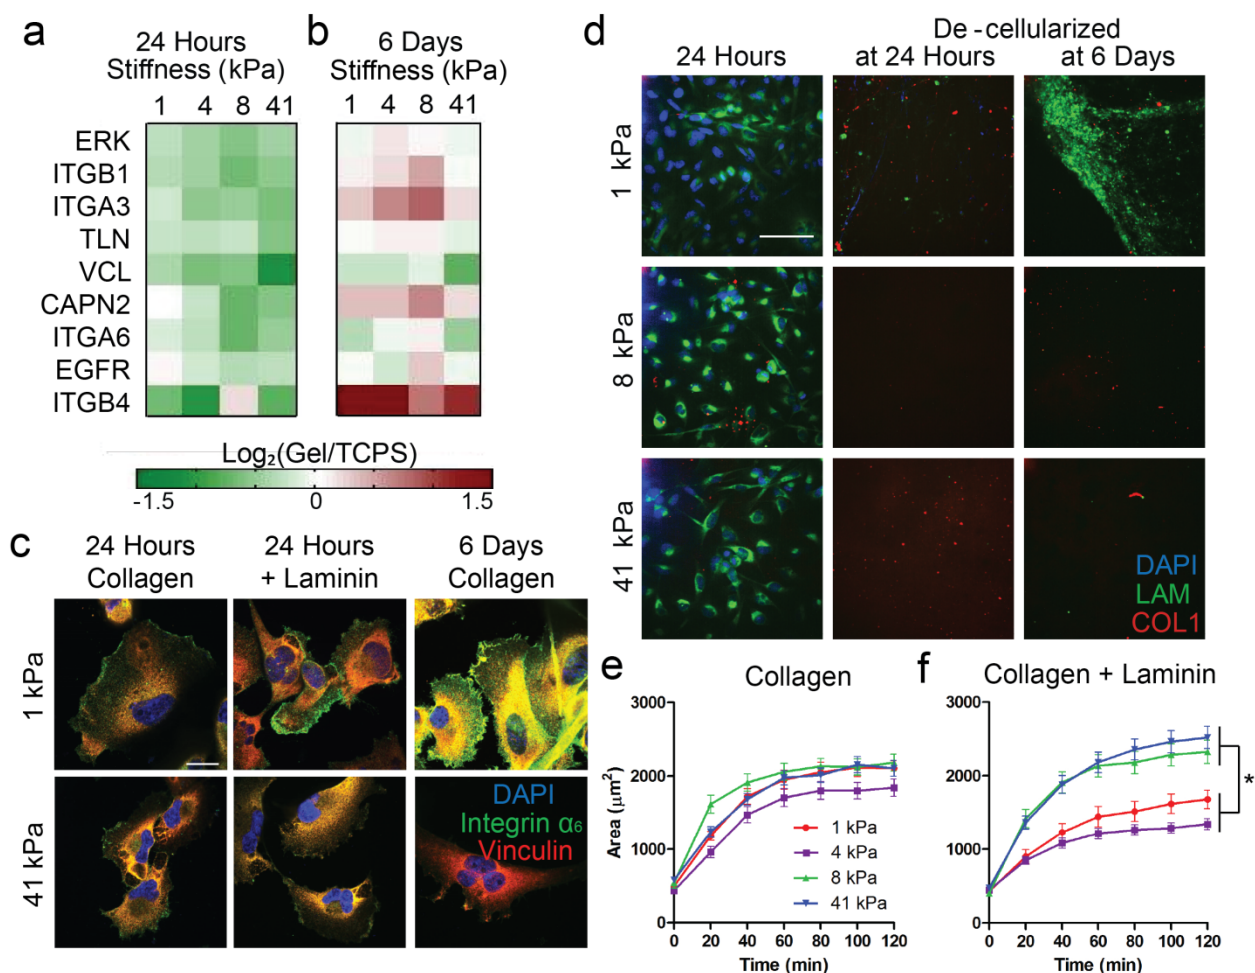 a
24 Hours
Stiffness (kPa)
1 4 8 41
b
6 Days
Stiffness (kPa)
1 4 8 41
ERK
ITGB1
ITGA3
TLN
VCL
CAPN2
ITGA6
EGFR
ITGB4
Log₂(Gel/TCPS)
-1.5 0 1.5
c
24 Hours
Collagen
24 Hours
+ Laminin
6 Days
Collagen
1 kPa
41 kPa
DAPI
Integrin α₆
Vinculin
d
24 Hours
De-cellularized
at 24 Hours
at 6 Days
1 kPa
8 kPa
41 kPa
DAPI
LAM
COL1
e
Collagen
Area (μm²)
3000
2000
1000
0
0 20 40 60 80 100 120
Time (min)
1 kPa
4 kPa
8 kPa
41 kPa
f
Collagen + Laminin
3000
2000
1000
0
0 20 40 60 80 100 120
Time (min)
*